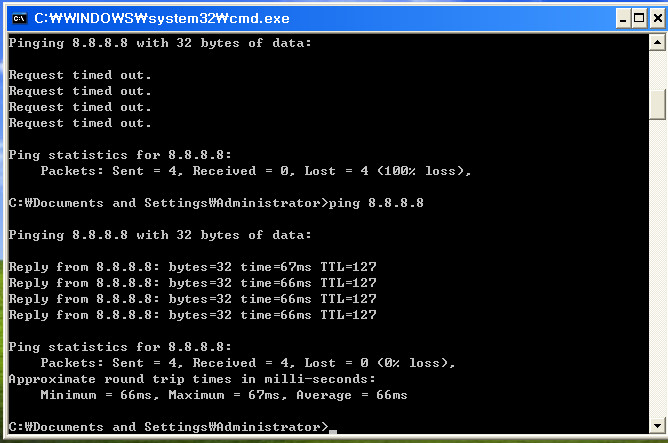 C:₩WINDOWS₩system32₩cmd.exe
Pinging 8.8.8.8 with 32 bytes of data:
Request timed out.
Request timed out.
Request timed out.
Request timed out.
Ping statistics for 8.8.8.8:
Packets: Sent = 4, Received = 0, Lost = 4 (100% loss),
C:₩Documents and Settings₩Administrator>ping 8.8.8.8
Pinging 8.8.8.8 with 32 bytes of data:
Reply from 8.8.8.8: bytes=32 time=67ms TTL=127
Reply from 8.8.8.8: bytes=32 time=66ms TTL=127
Reply from 8.8.8.8: bytes=32 time=66ms TTL=127
Reply from 8.8.8.8: bytes=32 time=66ms TTL=127
Ping statistics for 8.8.8.8:
Packets: Sent = 4, Received = 4, Lost = 0 (0% loss),
Approximate round trip times in milli-seconds:
Minimum = 66ms, Maximum = 67ms, Average = 66ms
C:₩Documents and Settings₩Administrator>_